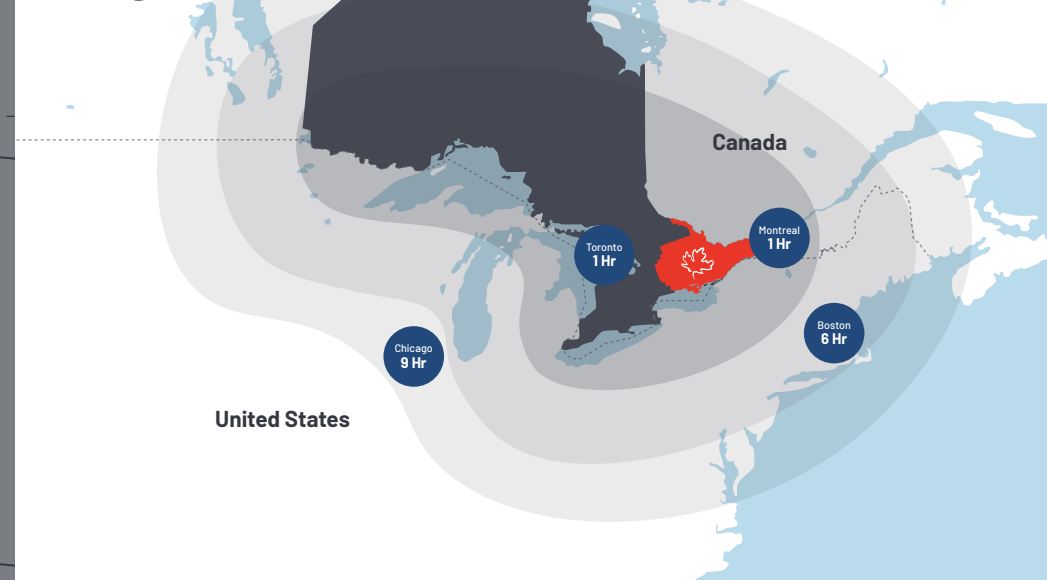 Canada
Montreal
1 Hr
Toronto
1 Hr
Boston
6 Hr
Chicago
9 Hr
United States